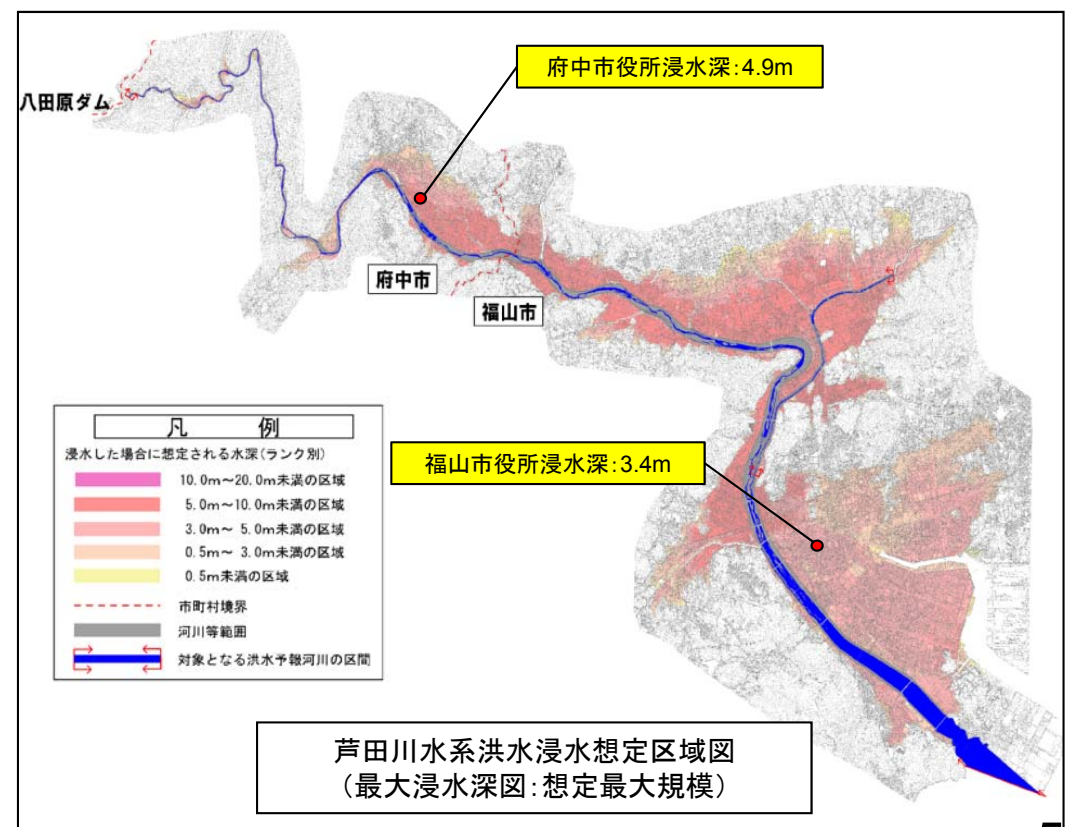 府中市役所浸水深:4.9m
八田原ダム
府中市
福山市
凡 例
浸水した場合に想定される水深(ランク別)
10.0m～20.0m未満の区域
5.0m～10.0m未満の区域
3.0m～ 5.0m未満の区域
0.5m～ 3.0m未満の区域
0.5m未満の区域
市町村境界
河川等範囲
対象となる洪水予報河川の区間
福山市役所浸水深:3.4m
芦田川水系洪水浸水想定区域図
(最大浸水深図:想定最大規模)